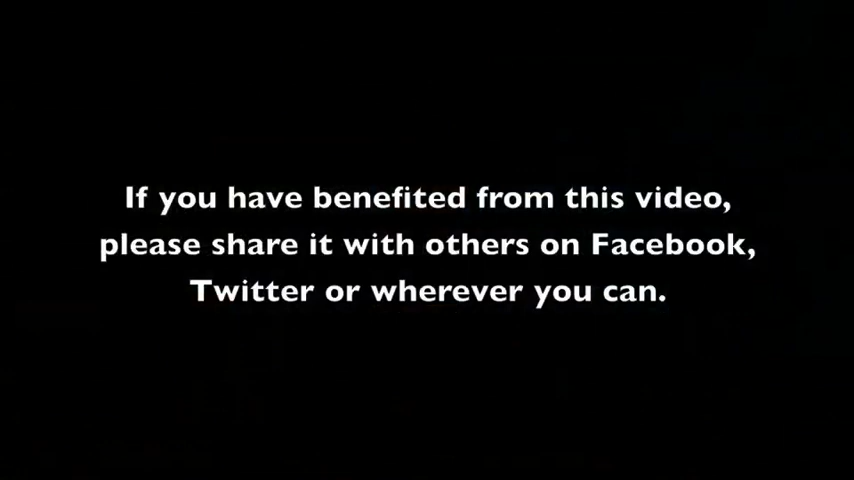 If you have benefited from this video,
please share it with others on Facebook,
Twitter or wherever you can.